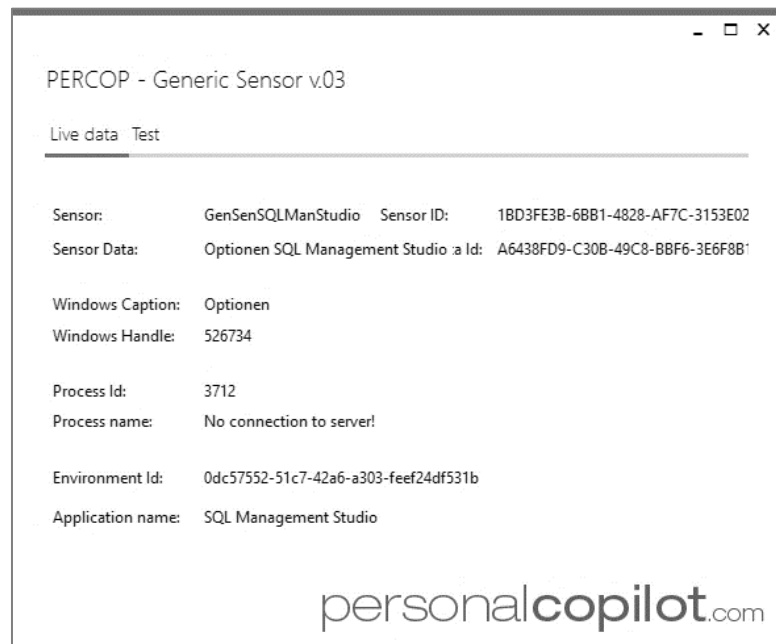 PERCOP - Generic Sensor v.03
Live data Test
Sensor: GenSenSQLManStudio Sensor ID: 1BD3FE3B-6BB1-4828-AF7C-3153E02
Sensor Data: Optionen SQL Management Studio :a Id: A6438FD9-C30B-49C8-BBF6-3E6F8B1
Windows Caption: Optionen
Windows Handle: 526734
Process Id: 3712
Process name: No connection to server!
Environment Id: 0dc57552-51c7-42a6-a303-feef24df531b
Application name: SQL Management Studio
personalcopilot.com